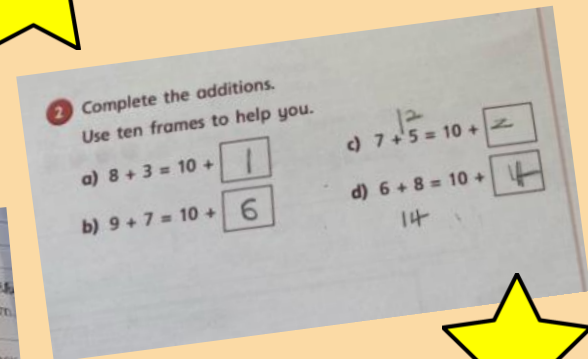 2 Complete the additions.
Use ten frames to help you.
a) 8 + 3 = 10 + 1
b) 9 + 7 = 10 + 6
12
c) 7 + 5 = 10 + 2
d) 6 + 8 = 10 + 4
14